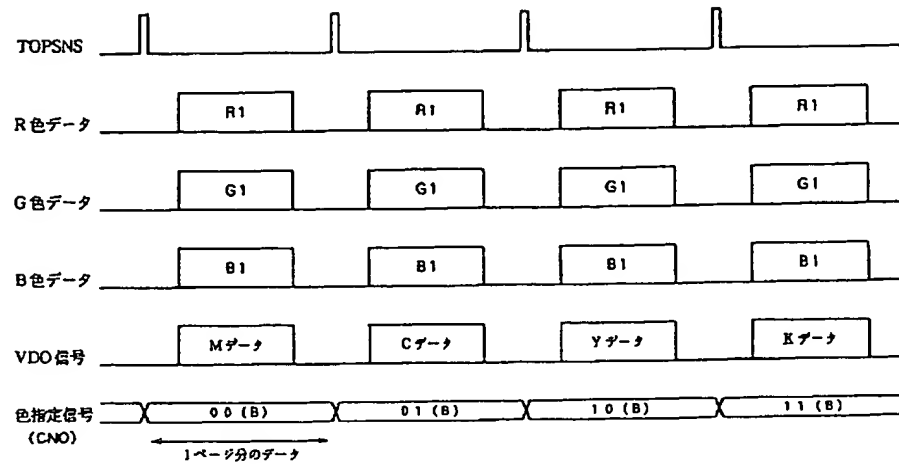 TOPSNS
R色データ R1 R1 R1 R1
G色データ G1 G1 G1 G1
B色データ B1 B1 B1 B1
VDO信号 Mデータ Cデータ Yデータ Kデータ
色指定信号 00(B) 01(B) 10(B) 11(B)
(CNO)
1ページ分のデータ